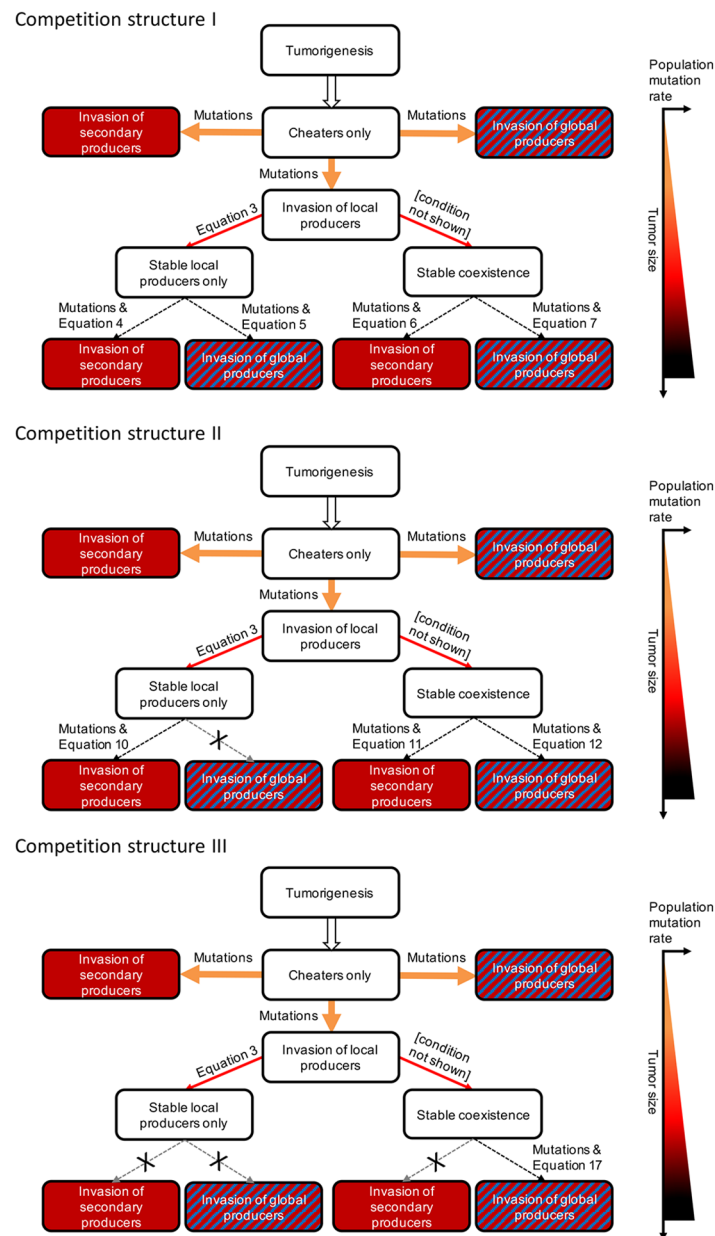 Competition structure I
Tumorigenesis
Population
mutation
rate
Invasion of
secondary
producers
Mutations
Cheaters only
Mutations
Invasion of global
producers
Mutations
Equation 3
Invasion of local
producers
[condition
not shown]
Tumor size
Stable local
producers only
Stable coexistence
Mutations &
Equation 4
Mutations &
Equation 5
Mutations &
Equation 6
Mutations &
Equation 7
Invasion of
secondary
producers
Invasion of global
producers
Invasion of
secondary
producers
Invasion of global
producers
Competition structure II
Tumorigenesis
Population
mutation
rate
Invasion of
secondary
producers
Mutations
Cheaters only
Mutations
Invasion of global
producers
Mutations
Equation 3
Invasion of local
producers
[condition
not shown]
Tumor size
Stable local
producers only
Stable coexistence
Mutations &
Equation 10
Mutations &
Equation 11
Mutations &
Equation 12
Invasion of
secondary
producers
Invasion of global
producers
Invasion of
secondary
producers
Invasion of global
producers
Competition structure III
Tumorigenesis
Population
mutation
rate
Invasion of
secondary
producers
Mutations
Cheaters only
Mutations
Invasion of global
producers
Mutations
Equation 3
Invasion of local
producers
[condition
not shown]
Tumor size
Stable local
producers only
Stable coexistence
Mutations &
Equation 17
Invasion of
secondary
producers
Invasion of global
producers
Invasion of
secondary
producers
Invasion of global
producers